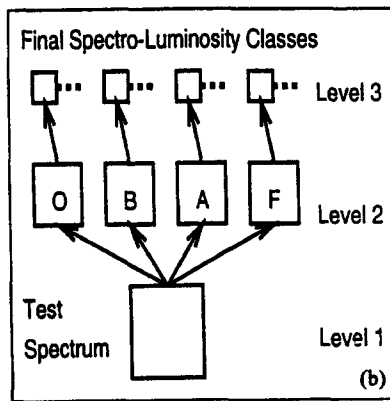 Final Spectro-Luminosity Classes
Level 3
O B A F
Level 2
Test
Spectrum
Level 1
(b)